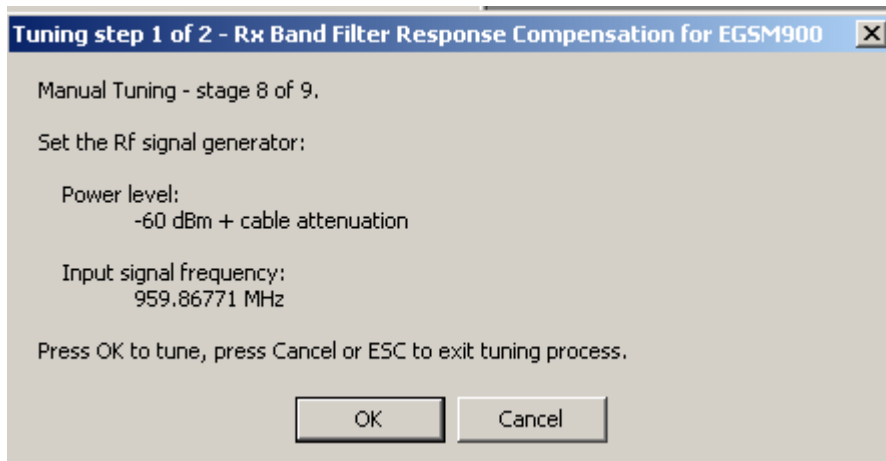 Tuning step 1 of 2 - Rx Band Filter Response Compensation for EGSM900
Manual Tuning - stage 8 of 9.
Set the Rf signal generator:
Power level:
-60 dBm + cable attenuation
Input signal frequency:
959.86771 MHz
Press OK to tune, press Cancel or ESC to exit tuning process.
OK
Cancel